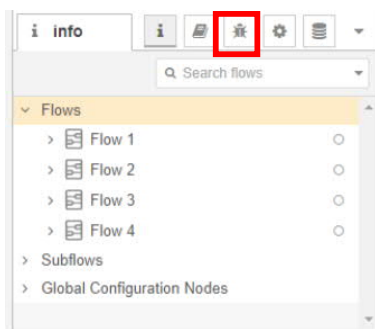 i info
Search flows
Flows
Flow 1
Flow 2
Flow 3
Flow 4
Subflows
Global Configuration Nodes